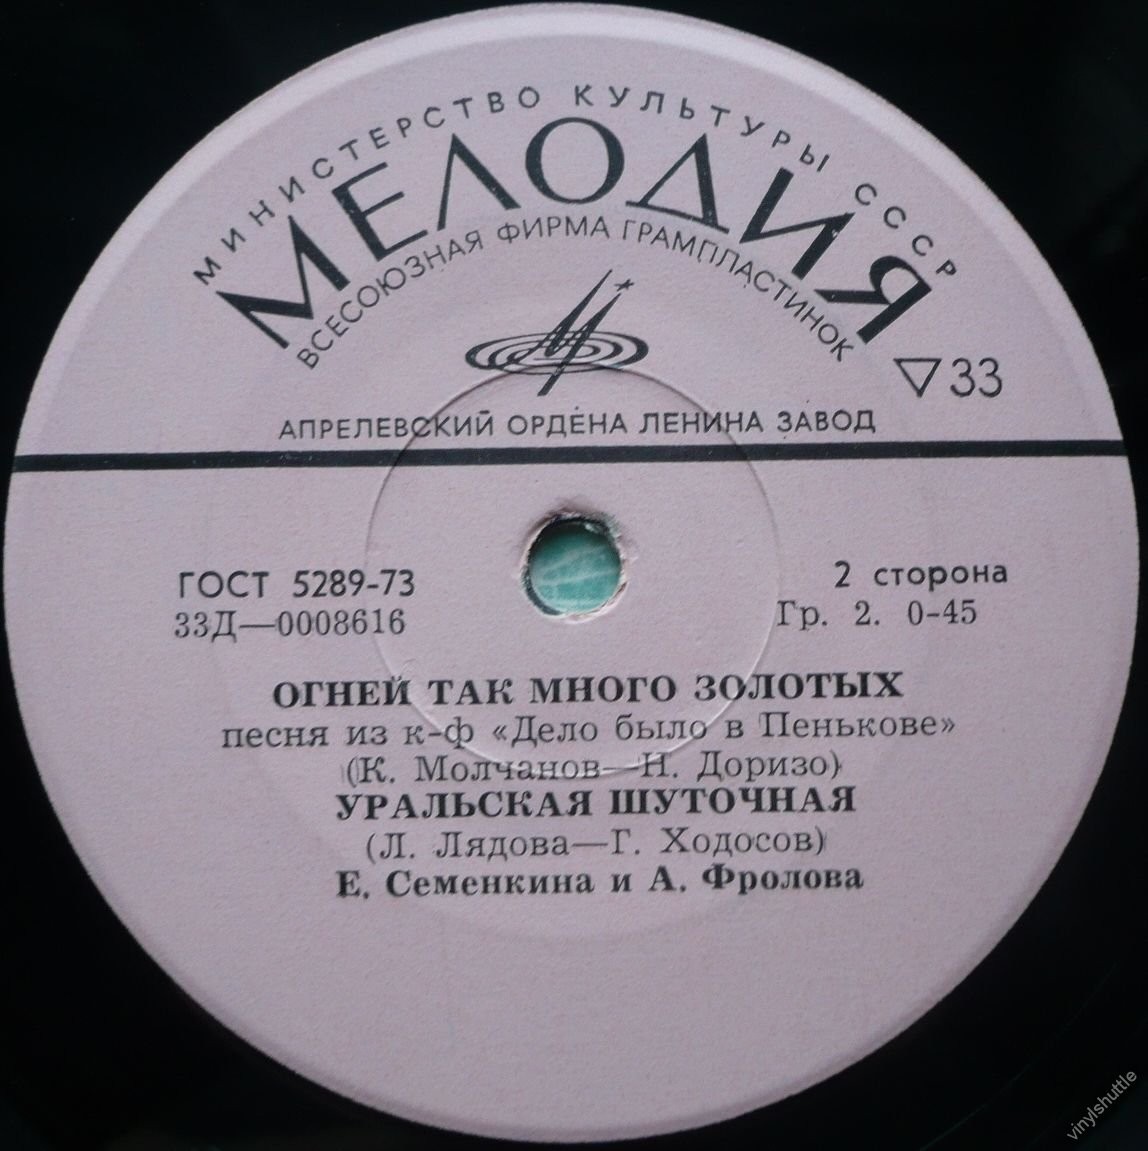 МИНИСТЕРСТВО КУЛЬТУРЫ СССР
МЕЛОДИЯ
ВСЕСОЮЗНАЯ ФИРМА ГРАМПЛАСТИНОК
▽33
АПРЕЛЕВСКИЙ ОРДЕНА ЛЕНИНА ЗАВОД
ГОСТ 5289-73
33Д—0008616
2 сторона
Гр. 2. 0-45
ОГНЕЙ ТАК МНОГО ЗОЛОТЫХ
песня из к-ф «Дело было в Пенькове»
(К. Молчанов—Н. Доризо)
УРАЛЬСКАЯ ШУТОЧНАЯ
(Л. Лядова—Г. Ходосов)
Е. Семенкина и А. Фролова
vinylshuttle